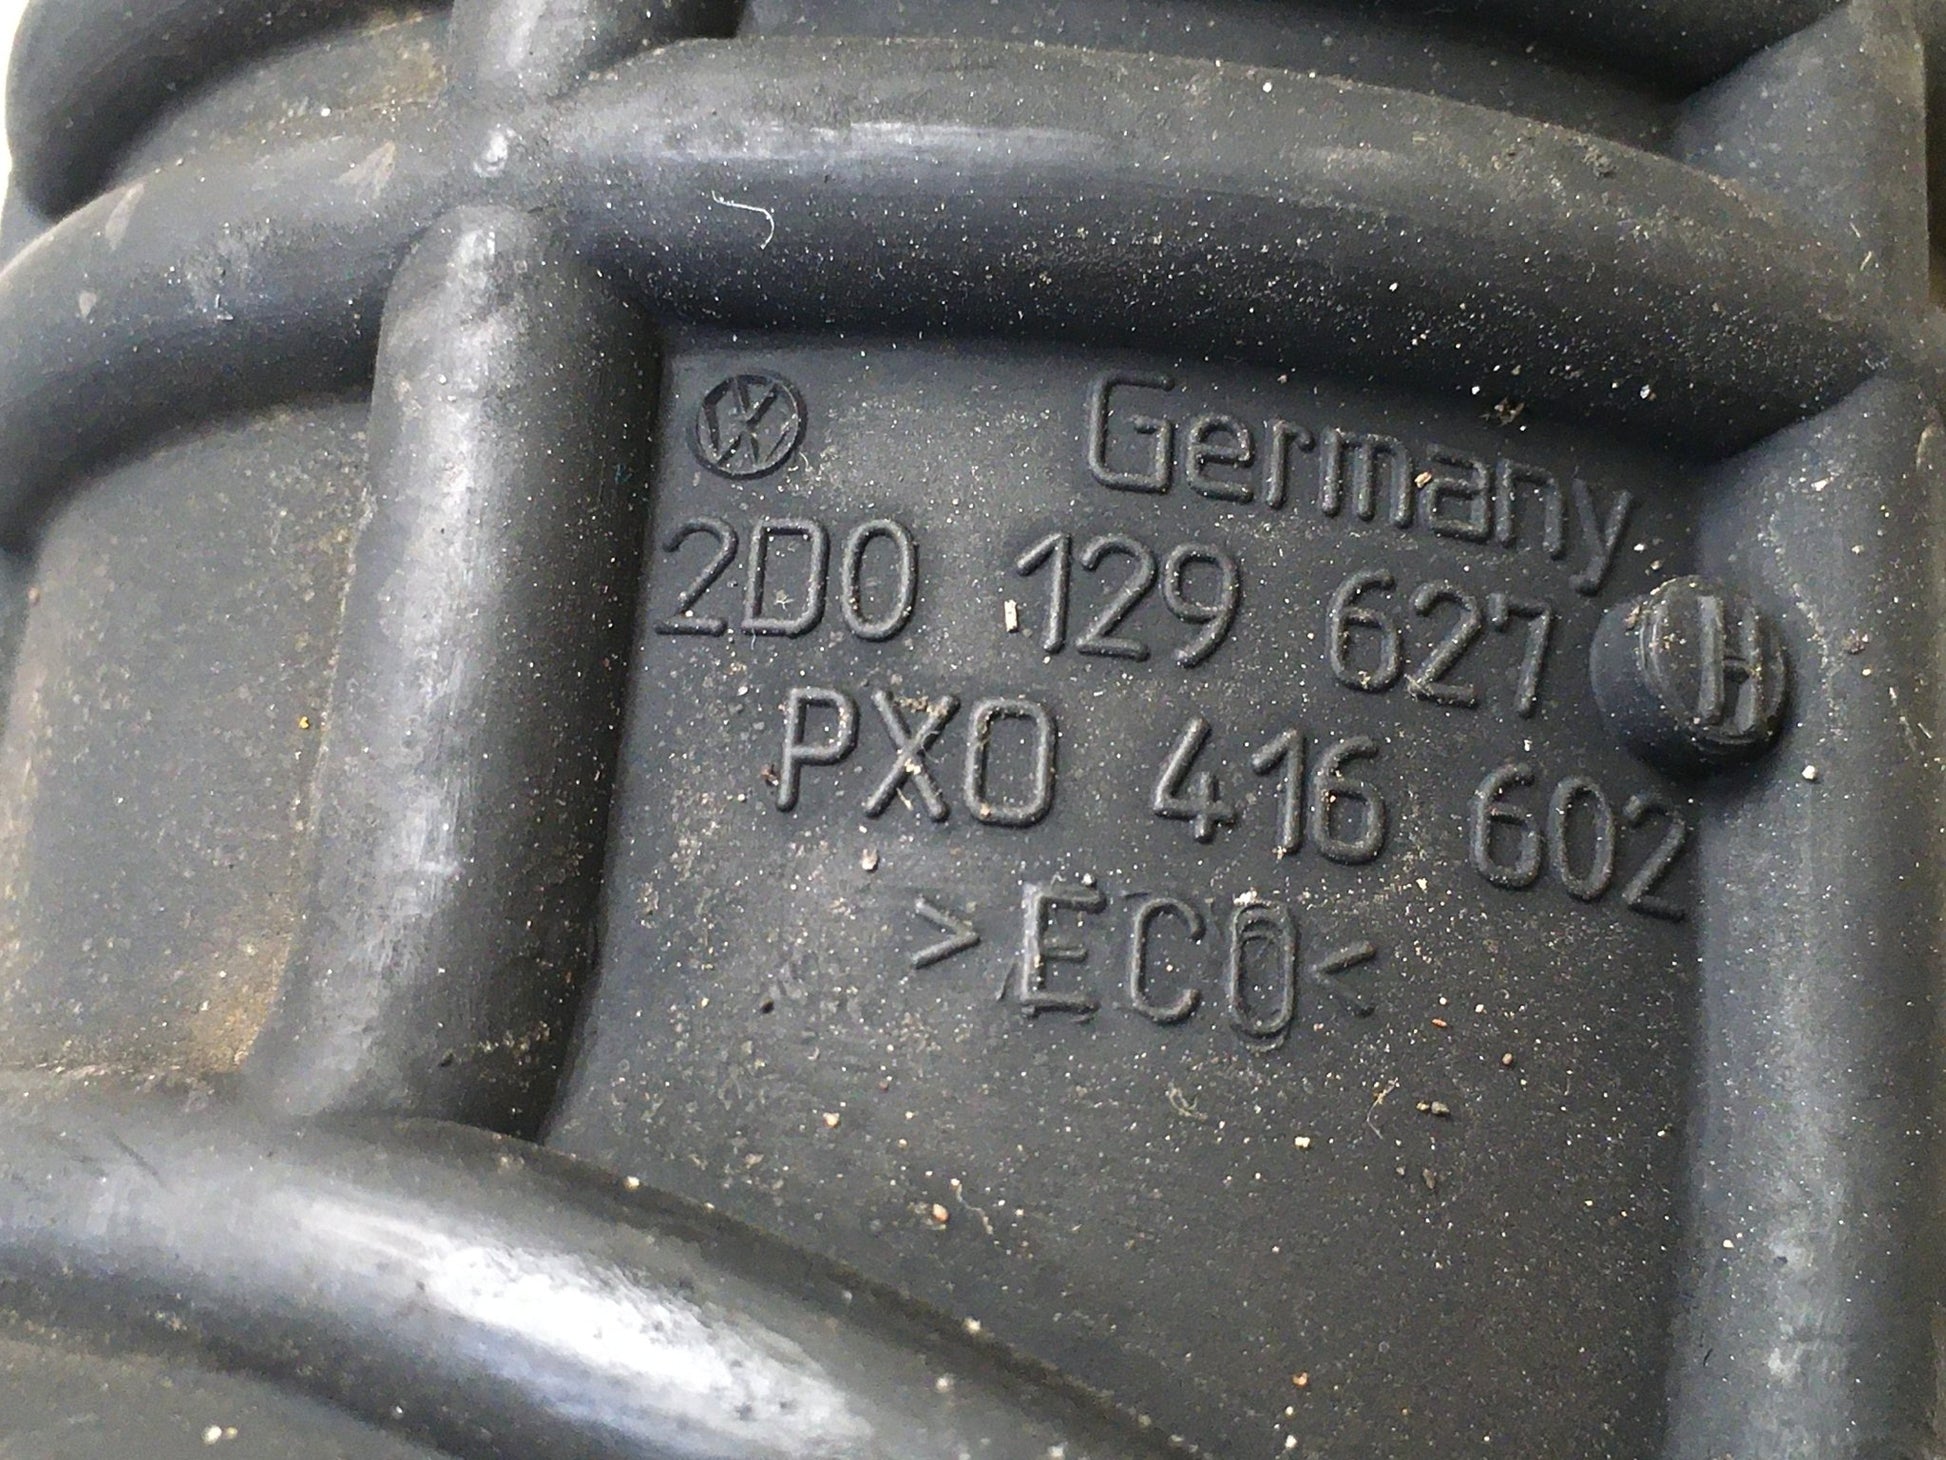 Germany
2D0 129 627
H
PX0 416 602
>ECO<